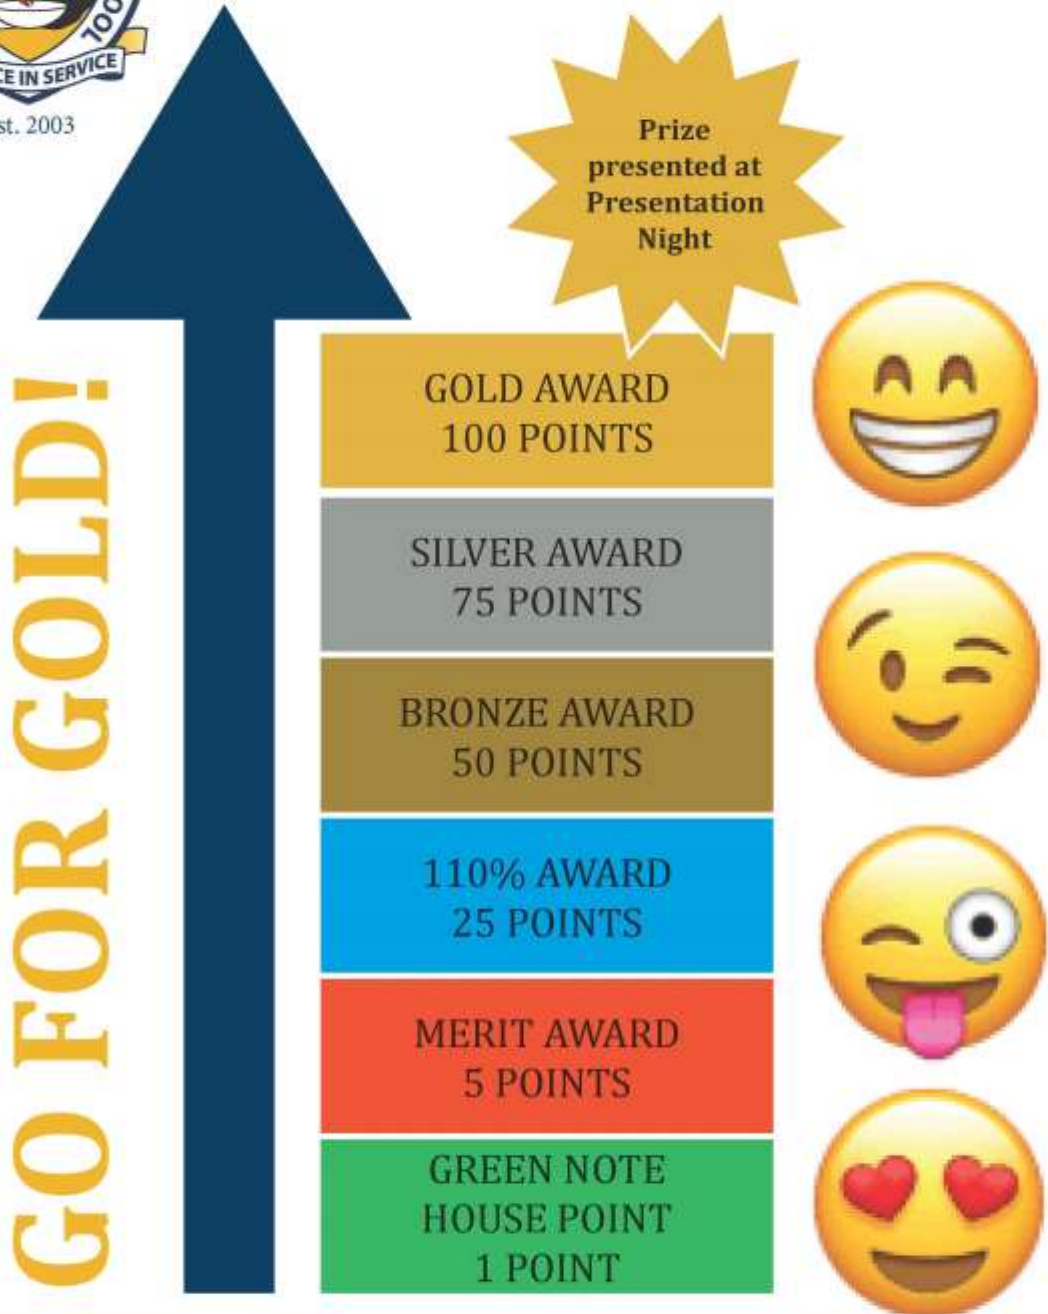 CE IN SERVICE
st. 2003
Prize
presented at
Presentation
Night
GO FOR GOLD!
GOLD AWARD
100 POINTS
SILVER AWARD
75 POINTS
BRONZE AWARD
50 POINTS
110% AWARD
25 POINTS
MERIT AWARD
5 POINTS
GREEN NOTE
HOUSE POINT
1 POINT